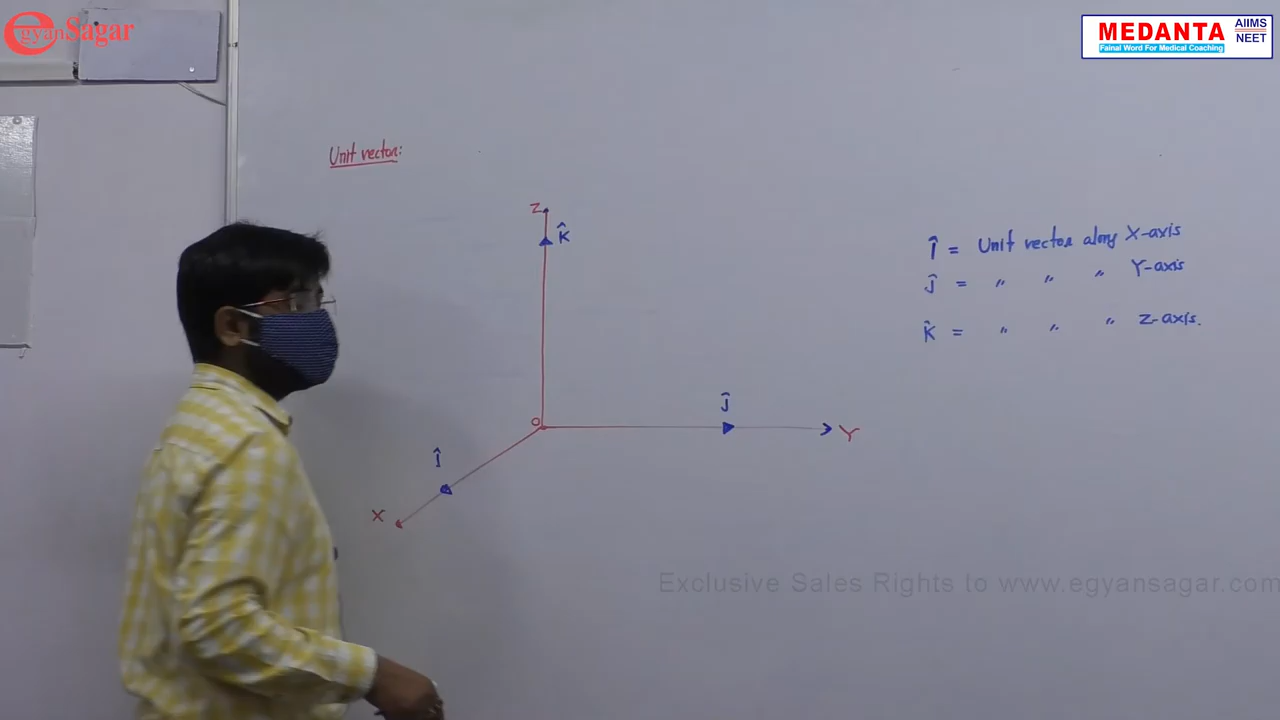 egyanSagar
MEDANTA
AIIMS
NEET
Fainal Word For Medical Coaching
Unit vector:
Z
K̂
Î = Unit vector along X-axis
Ĵ = " " " Y-axis
K̂ = " " " Z-axis.
Ĵ
O
Y
Î
X
Exclusive Sales Rights to www.egyansagar.com